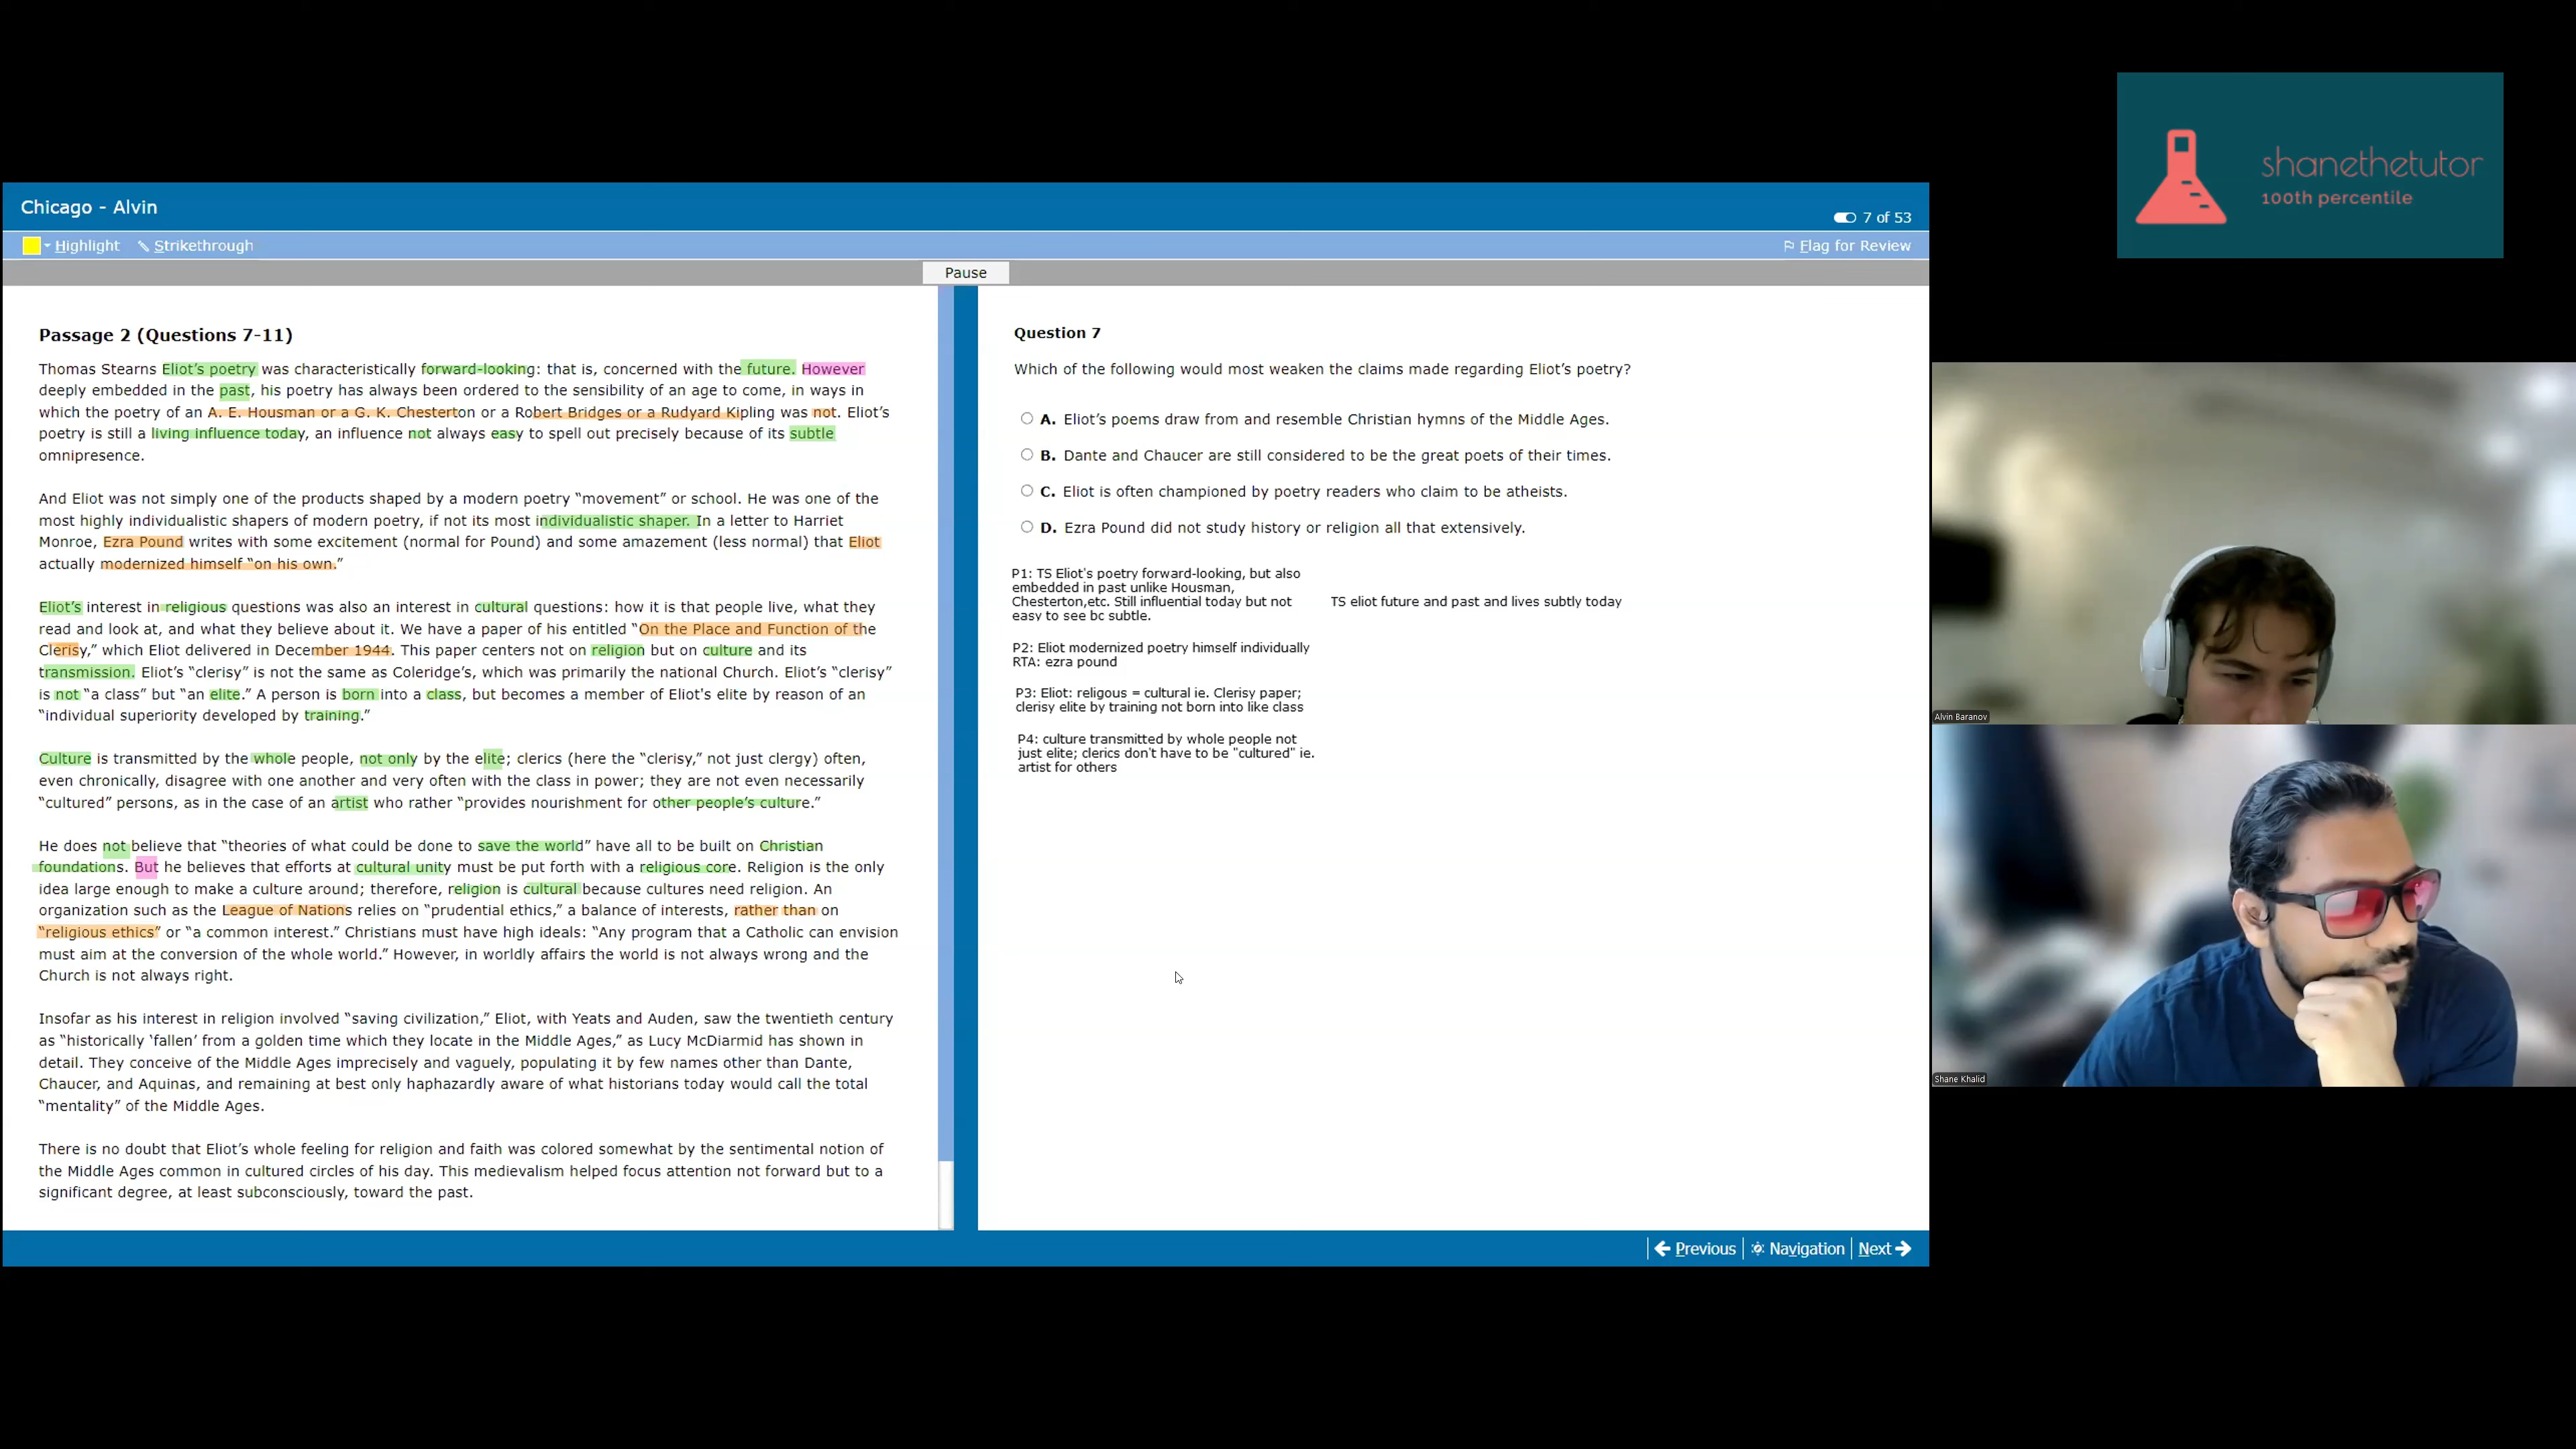 shanethetutor
100th percentile
Chicago - Alvin
7 of 53
Highlight
Strikethrough
Flag for Review
Pause
Passage 2 (Questions 7-11)
Thomas Stearns Eliot’s poetry was characteristically forward-looking: that is, concerned with the future. However
deeply embedded in the past, his poetry has always been ordered to the sensibility of an age to come, in ways in
which the poetry of an A. E. Housman or a G. K. Chesterton or a Robert Bridges or a Rudyard Kipling was not. Eliot’s
poetry is still a living influence today, an influence not always easy to spell out precisely because of its subtle
omnipresence.
And Eliot was not simply one of the products shaped by a modern poetry “movement” or school. He was one of the
most highly individualistic shapers of modern poetry, if not its most individualistic shaper. In a letter to Harriet
Monroe, Ezra Pound writes with some excitement (normal for Pound) and some amazement (less normal) that Eliot
actually modernized himself “on his own.”
Eliot’s interest in religious questions was also an interest in cultural questions: how it is that people live, what they
read and look at, and what they believe about it. We have a paper of his entitled “On the Place and Function of the
Clerisy,” which Eliot delivered in December 1944. This paper centers not on religion but on culture and its
transmission. Eliot’s “clerisy” is not the same as Coleridge’s, which was primarily the national Church. Eliot’s “clerisy”
is not “a class” but “an elite.” A person is born into a class, but becomes a member of Eliot's elite by reason of an
“individual superiority developed by training.”
Culture is transmitted by the whole people, not only by the elite; clerics (here the “clerisy,” not just clergy) often,
even chronically, disagree with one another and very often with the class in power; they are not even necessarily
“cultured” persons, as in the case of an artist who rather “provides nourishment for other people’s culture.”
He does not believe that “theories of what could be done to save the world” have all to be built on Christian
foundations. But he believes that efforts at cultural unity must be put forth with a religious core. Religion is the only
idea large enough to make a culture around; therefore, religion is cultural because cultures need religion. An
organization such as the League of Nations relies on “prudential ethics,” a balance of interests, rather than on
“religious ethics” or “a common interest.” Christians must have high ideals: “Any program that a Catholic can envision
must aim at the conversion of the whole world.” However, in worldly affairs the world is not always wrong and the
Church is not always right.
Insofar as his interest in religion involved “saving civilization,” Eliot, with Yeats and Auden, saw the twentieth century
as “historically ‘fallen’ from a golden time which they locate in the Middle Ages,” as Lucy McDiarmid has shown in
detail. They conceive of the Middle Ages imprecisely and vaguely, populating it by few names other than Dante,
Chaucer, and Aquinas, and remaining at best only haphazardly aware of what historians today would call the total
“mentality” of the Middle Ages.
There is no doubt that Eliot’s whole feeling for religion and faith was colored somewhat by the sentimental notion of
the Middle Ages common in cultured circles of his day. This medievalism helped focus attention not forward but to a
significant degree, at least subconsciously, toward the past.
Question 7
Which of the following would most weaken the claims made regarding Eliot’s poetry?
A. Eliot’s poems draw from and resemble Christian hymns of the Middle Ages.
B. Dante and Chaucer are still considered to be the great poets of their times.
C. Eliot is often championed by poetry readers who claim to be atheists.
D. Ezra Pound did not study history or religion all that extensively.
P1: TS Eliot's poetry forward-looking, but also
embedded in past unlike Housman,
Chesterton,etc. Still influential today but not
easy to see bc subtle.
TS eliot future and past and lives subtly today
P2: Eliot modernized poetry himself individually
RTA: ezra pound
P3: Eliot: religous = cultural ie. Clerisy paper;
clerisy elite by training not born into like class
P4: culture transmitted by whole people not
just elite; clerics don't have to be "cultured" ie.
artist for others
Previous
Navigation
Next
Alvin Baranov
Shane Khalid